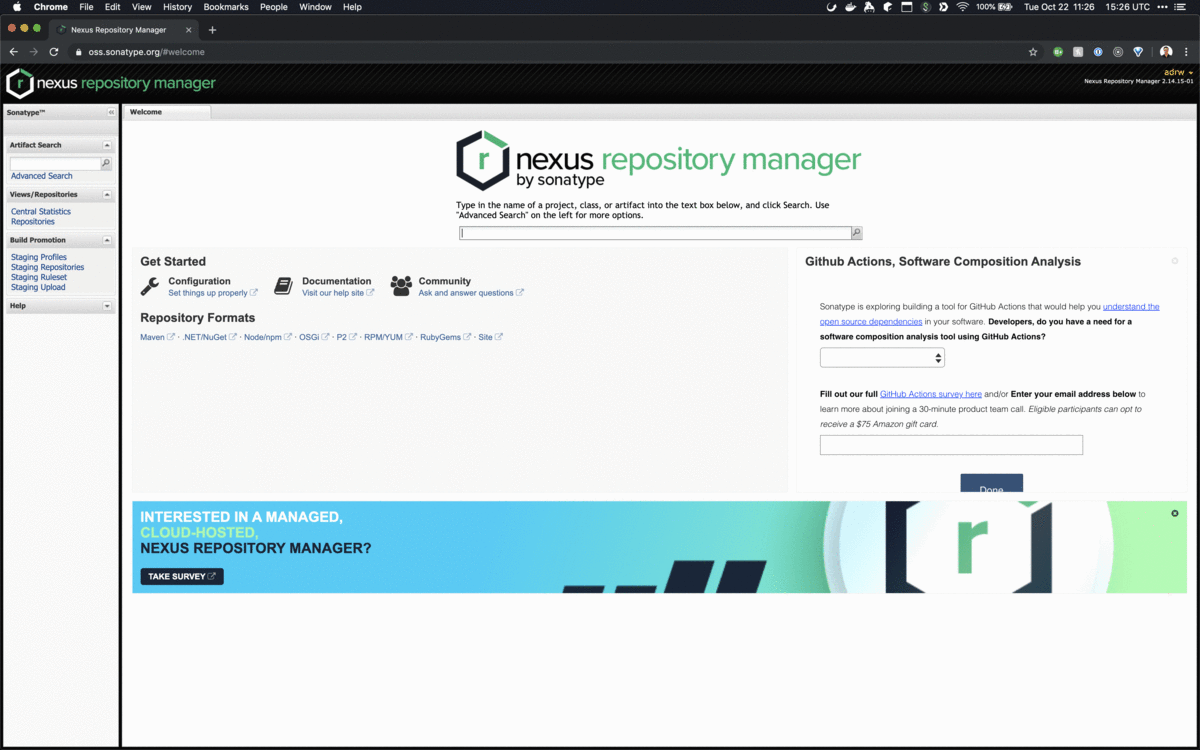 Chrome File Edit View History Bookmarks People Window Help 100% Tue Oct 22 11:26 15:26 UTC
Nexus Repository Manager
oss.sonatype.org/#welcome
nexus repository manager
adrw
Nexus Repository Manager 2.14.15-01
Sonatype™
Artifact Search
Advanced Search
Views/Repositories
Central Statistics
Repositories
Build Promotion
Staging Profiles
Staging Repositories
Staging Ruleset
Staging Upload
Help
Welcome
nexus repository manager
by sonatype
Type in the name of a project, class, or artifact into the text box below, and click Search. Use
"Advanced Search" on the left for more options.
Get Started
Configuration
Set things up properly
Documentation
Visit our help site
Community
Ask and answer questions
Repository Formats
Maven · .NET/NuGet · Node/npm · OSGi · P2 · RPM/YUM · RubyGems · Site
Github Actions, Software Composition Analysis
Sonatype is exploring building a tool for GitHub Actions that would help you understand the
open source dependencies in your software. Developers, do you have a need for a
software composition analysis tool using GitHub Actions?
Fill out our full GitHub Actions survey here and/or Enter your email address below to
learn more about joining a 30-minute product team call. Eligible participants can opt to
receive a $75 Amazon gift card.
Done
INTERESTED IN A MANAGED,
CLOUD-HOSTED,
NEXUS REPOSITORY MANAGER?
TAKE SURVEY
r